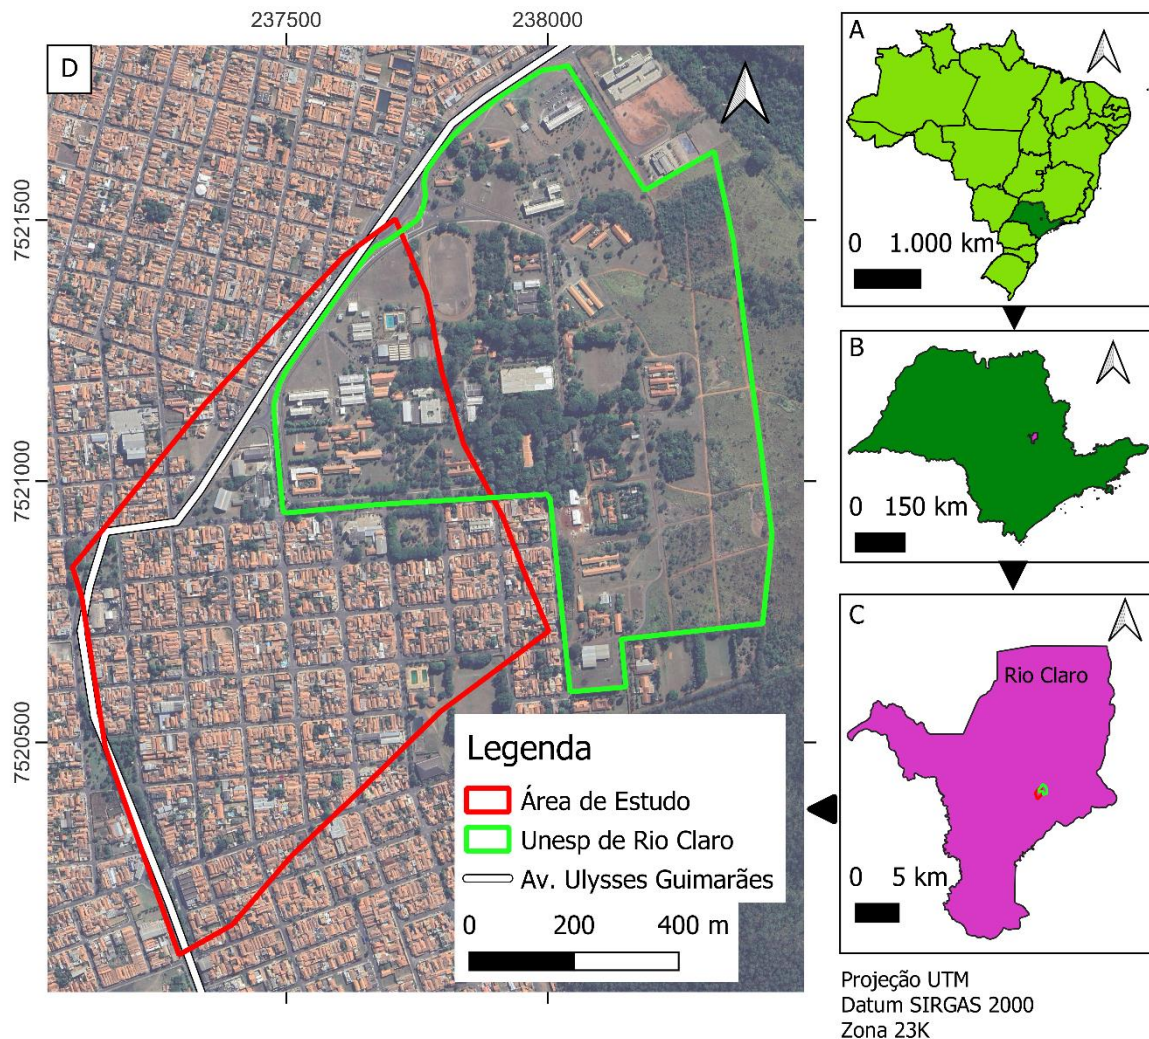 237500 238000
D
7521500
7521000
7520500
Legenda
Área de Estudo
Unesp de Rio Claro
Av. Ulysses Guimarães
0 200 400 m
A
0 1.000 km
B
0 150 km
C
Rio Claro
0 5 km
Projeção UTM
Datum SIRGAS 2000
Zona 23K